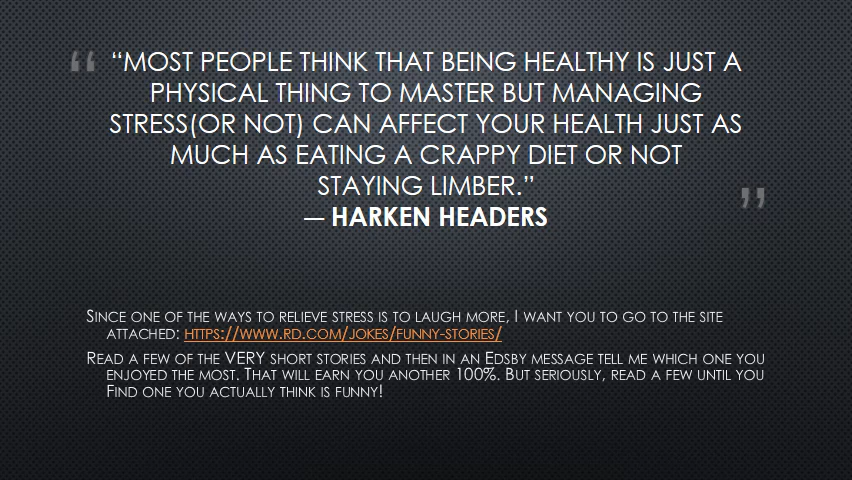 “MOST PEOPLE THINK THAT BEING HEALTHY IS JUST A
PHYSICAL THING TO MASTER BUT MANAGING
STRESS(OR NOT) CAN AFFECT YOUR HEALTH JUST AS
MUCH AS EATING A CRAPPY DIET OR NOT
STAYING LIMBER.”
― HARKEN HEADERS
Since one of the ways to relieve stress is to laugh more, I want you to go to the site
attached: https://www.rd.com/jokes/funny-stories/
Read a few of the VERY short stories and then in an Edsby message tell me which one you
enjoyed the most. That will earn you another 100%. But seriously, read a few until you
Find one you actually think is funny!